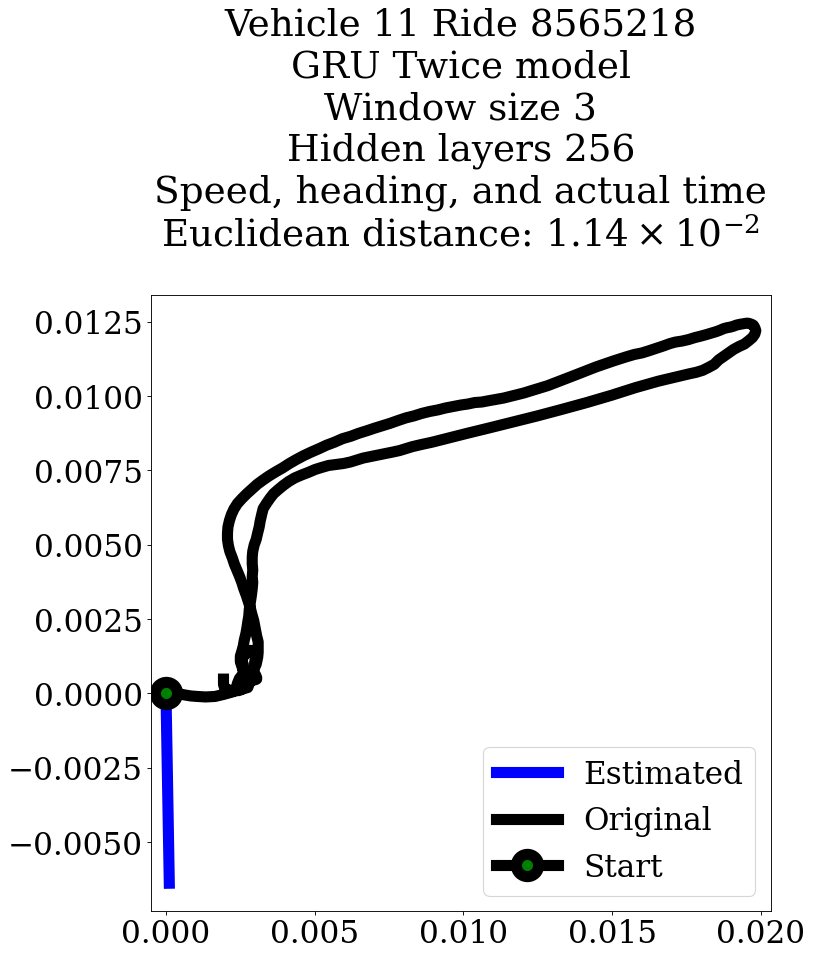 Vehicle 11 Ride 8565218
GRU Twice model
Window size 3
Hidden layers 256
Speed, heading, and actual time
Euclidean distance: 1.14 × 10⁻²
0.0125
0.0100
0.0075
0.0050
0.0025
0.0000
−0.0025
−0.0050
Estimated
Original
Start
0.000 0.005 0.010 0.015 0.020